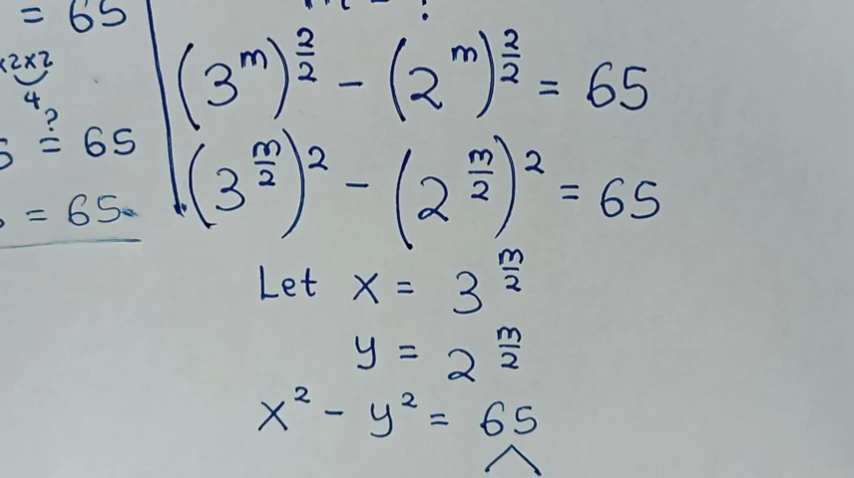 = 65
×2×2
4
?
= 65
= 65
(3^m)^(2/2) - (2^m)^(2/2) = 65
(3^(m/2))^2 - (2^(m/2))^2 = 65
Let x = 3^(m/2)
y = 2^(m/2)
x^2 - y^2 = 65